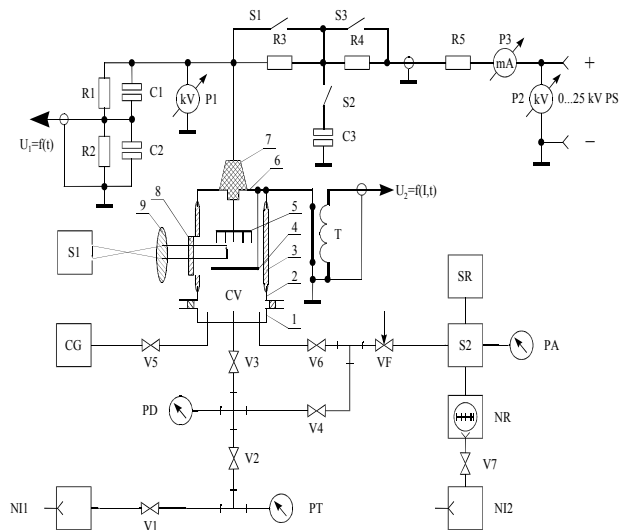 S1
S3
R3
R4
R5
P3
mA
+
R1
C1
kV
P1
S2
P2
kV
0...25 kV PS
U₁=f(t)
R2
C2
C3
−
7
6
8
9
5
U₂=f(I,t)
S1
4
T
3
2
CV
SR
1
CG
V5
V3
V6
VF
S2
PA
PD
V4
NR
V2
V7
NI1
V1
PT
NI2